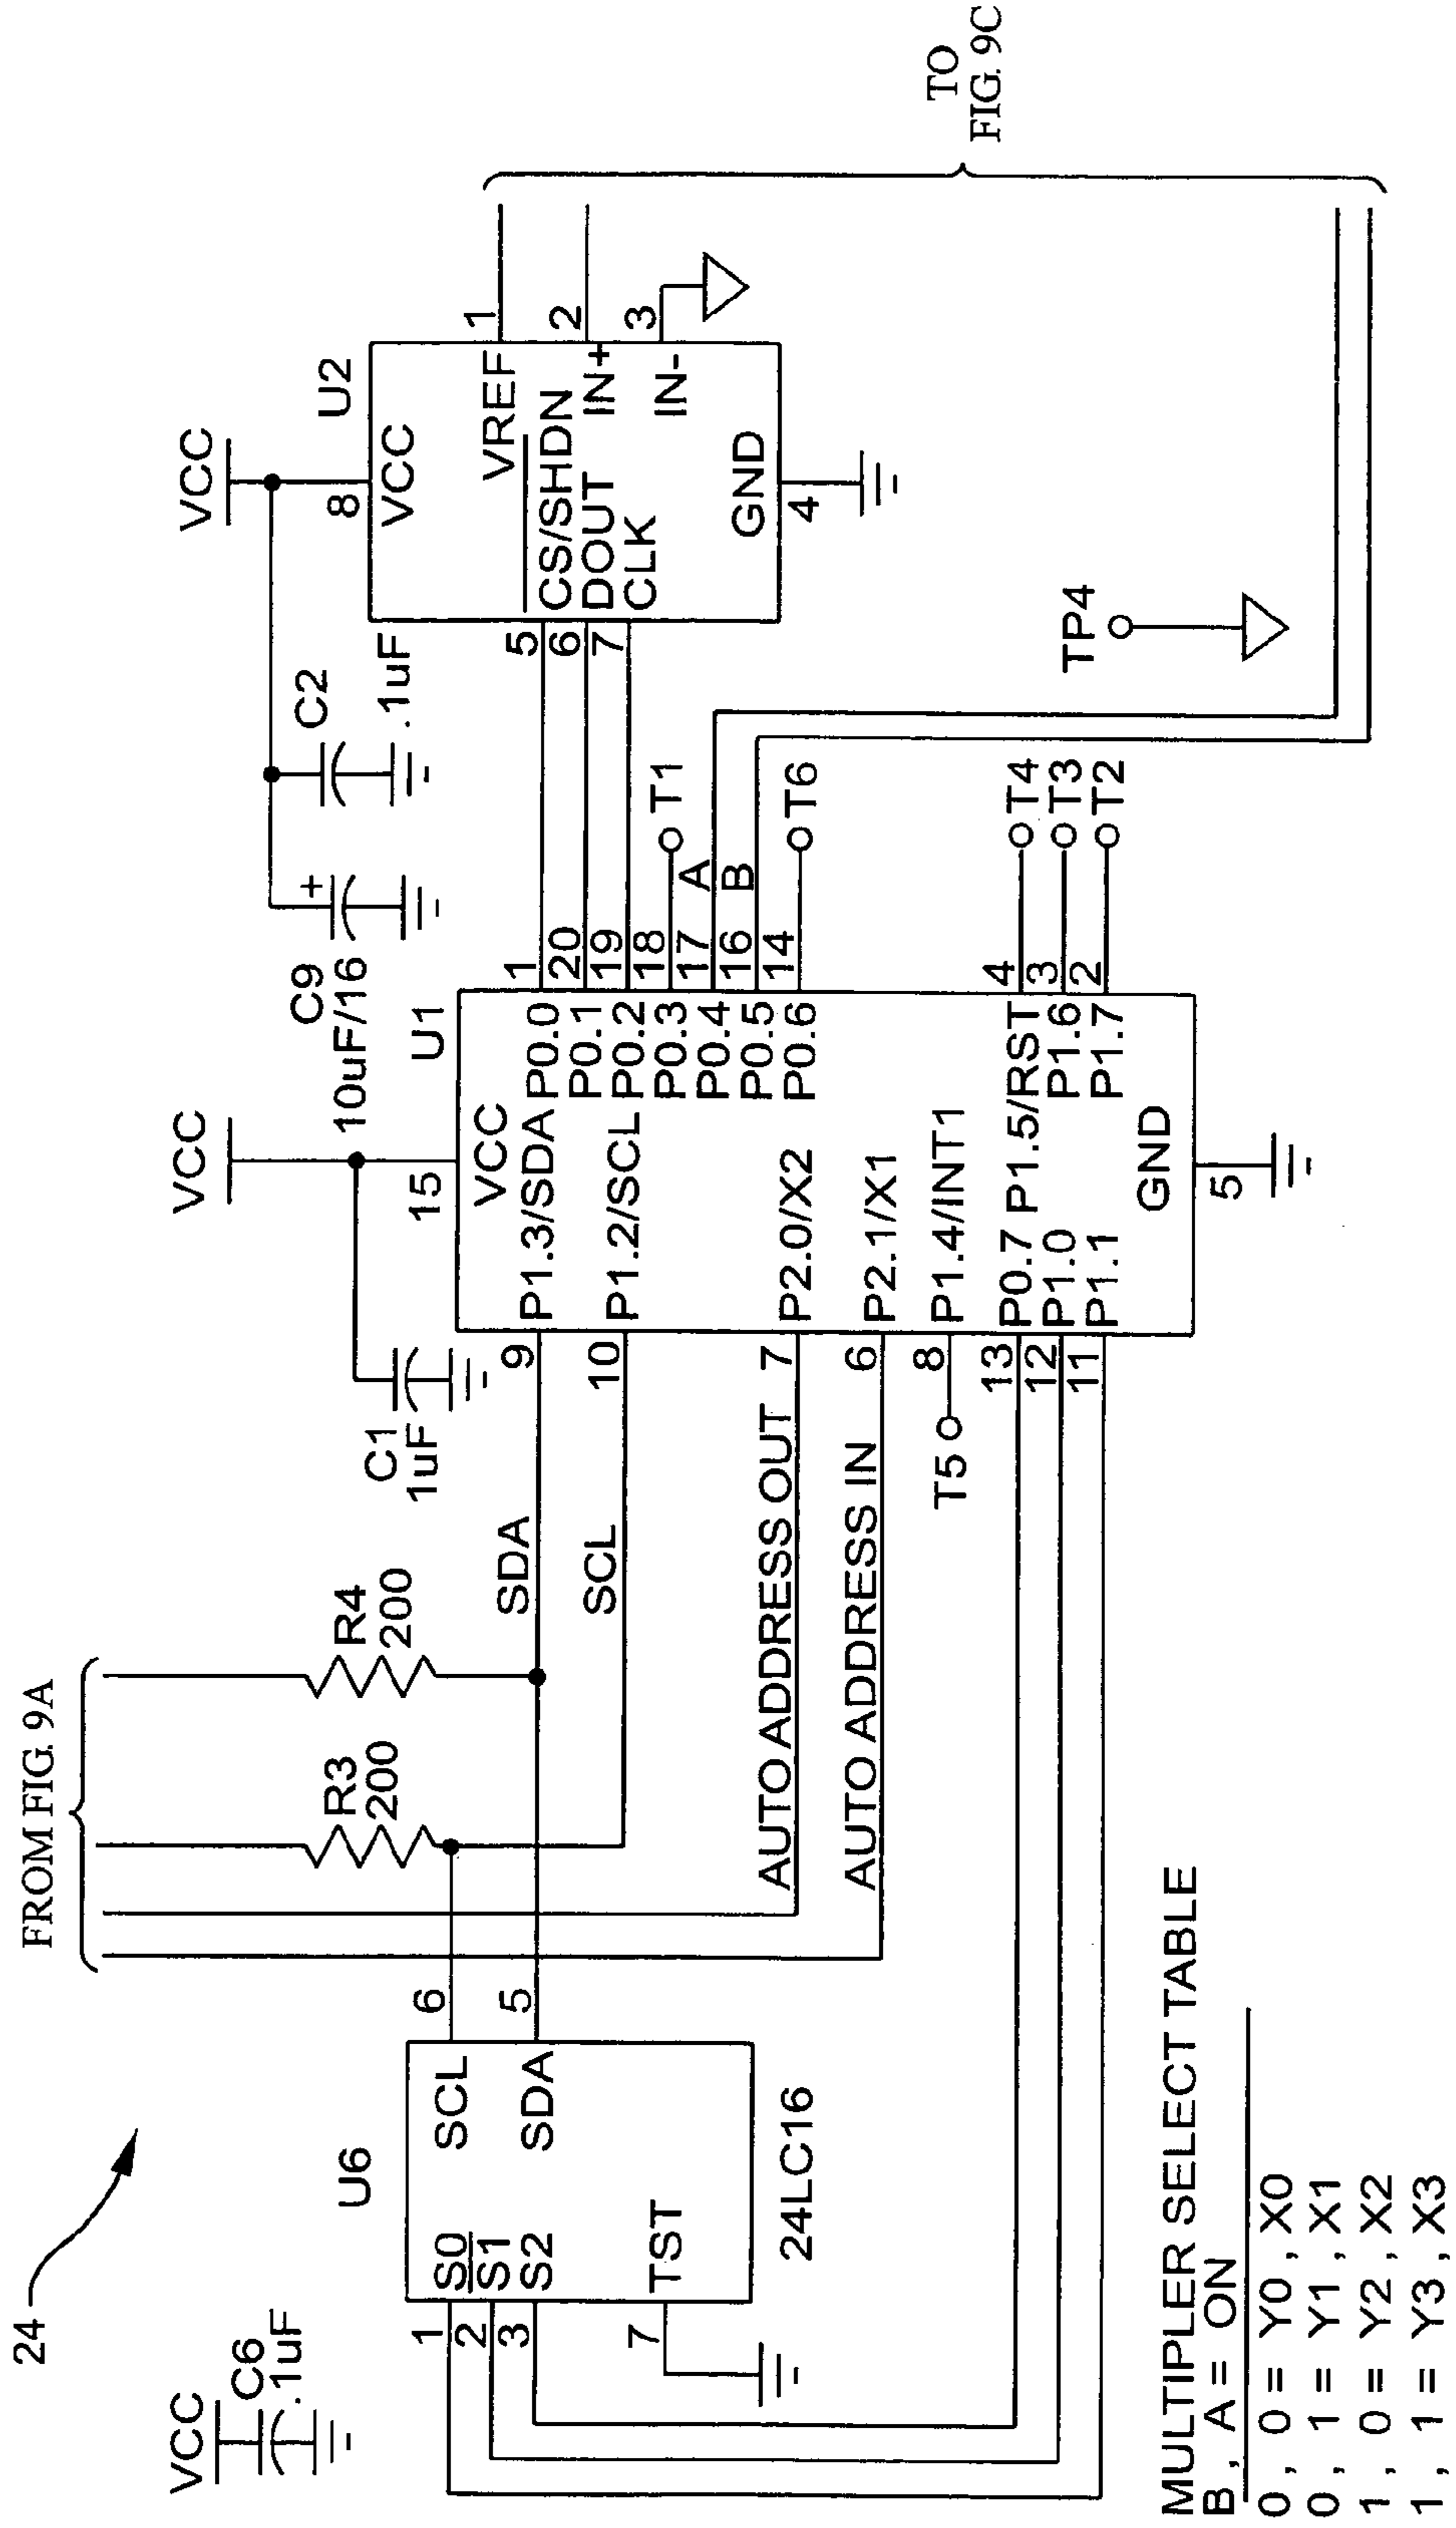 24
FROM FIG. 9A
VCC
C6
.1uF
U6
S0
S1
S2
TST
SCL
SDA
1
2
3
7
6
5
24LC16
R3
200
R4
200
SDA
SCL
AUTO ADDRESS OUT
AUTO ADDRESS IN
T5
C1
1uF
VCC
15
U1
VCC
9
10
7
6
8
13
12
11
P1.3/SDA
P1.2/SCL
P2.0/X2
P2.1/X1
P1.4/INT1
P0.7
P1.0
P1.1
P0.0
P0.1
P0.2
P0.3
P0.4
P0.5
P0.6
P1.5/RST
P1.6
P1.7
GND
5
1
20
19
18
17
16
14
4
3
2
T1
A
B
T6
T4
T3
T2
C9
10uF/16
+
C2
.1uF
VCC
8
U2
VCC
VREF
CS/SHDN
DOUT
CLK
IN+
IN-
GND
5
6
7
1
2
3
4
TP4
TO
FIG. 9C
MULTIPLER SELECT TABLE
B, A = ON
0, 0 = Y0, X0
0, 1 = Y1, X1
1, 0 = Y2, X2
1, 1 = Y3, X3